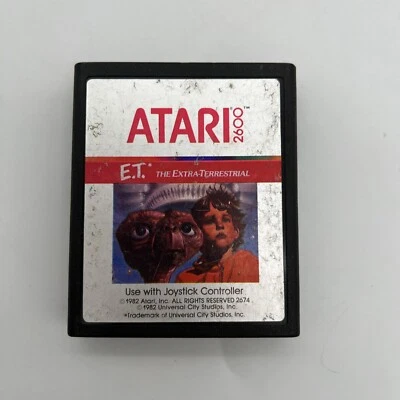 ATARI 2600™
E.T.* THE EXTRA-TERRESTRIAL
Use with Joystick Controller
©1982 Atari, Inc. ALL RIGHTS RESERVED 2674
©1982 Universal City Studios, Inc.
*Trademark of Universal City Studios, Inc.